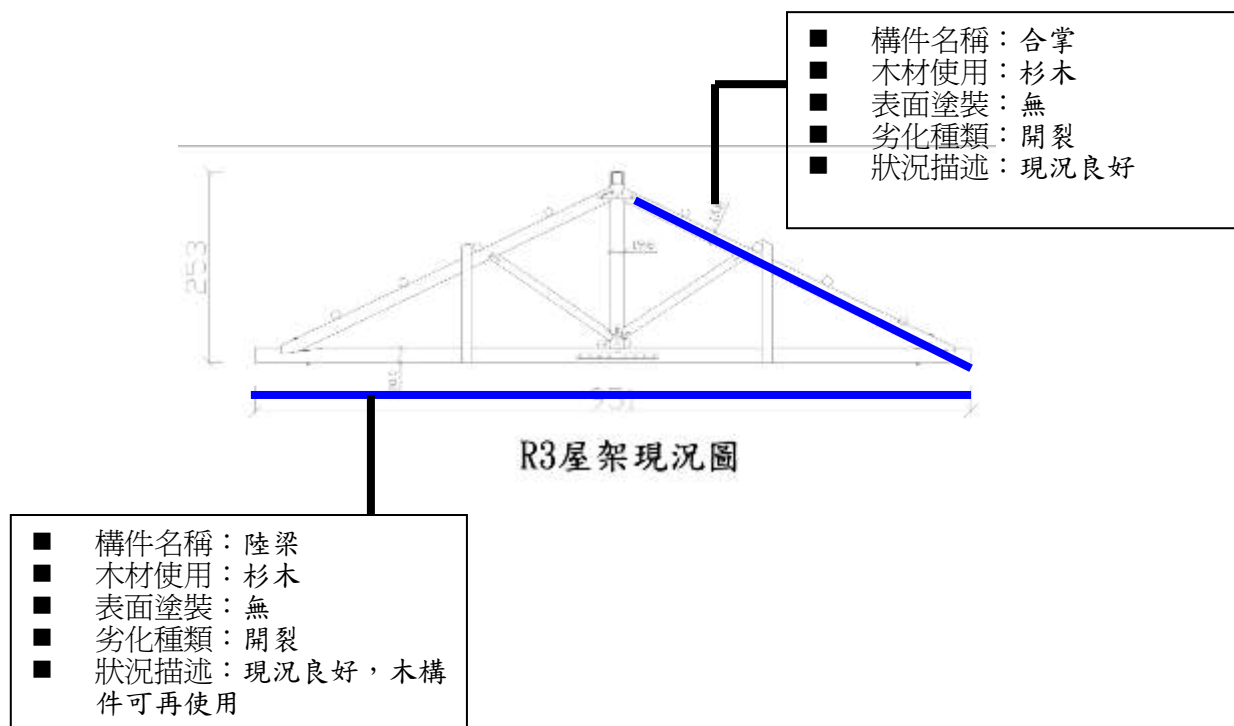 ■ 構件名稱：合掌
■ 木材使用：杉木
■ 表面塗裝：無
■ 劣化種類：開裂
■ 狀況描述：現況良好
253
R3屋架現況圖
■ 構件名稱：陸梁
■ 木材使用：杉木
■ 表面塗裝：無
■ 劣化種類：開裂
■ 狀況描述：現況良好，木構
件可再使用